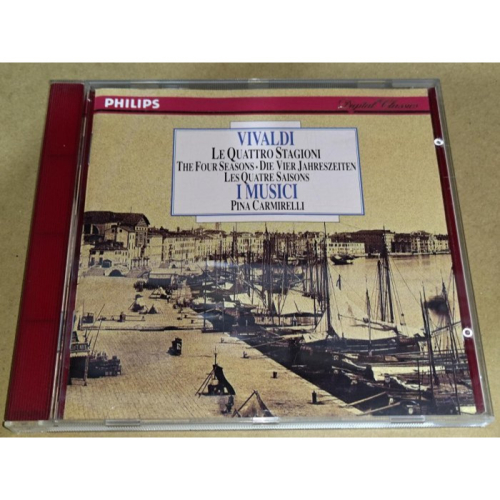 PHILIPS
Digital Classics
VIVALDI
LE QUATTRO STAGIONI
THE FOUR SEASONS • DIE VIER JAHRESZEITEN
LES QUATRE SAISONS
I MUSICI
PINA CARMIRELLI